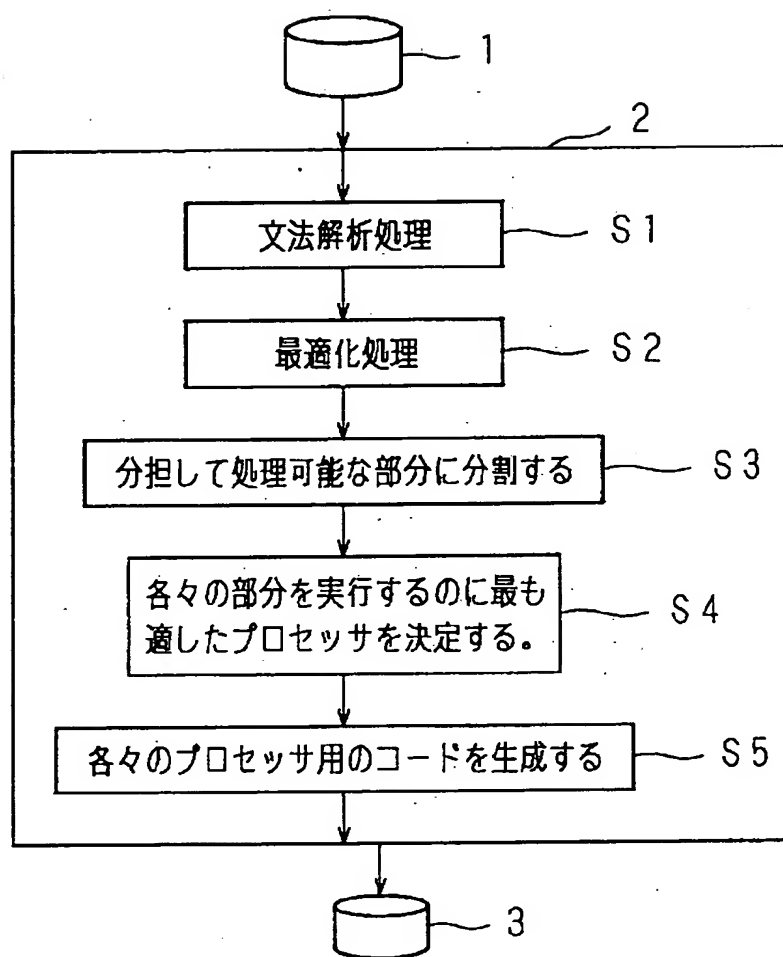 1
2
文法解析処理
S1
最適化処理
S2
分担して処理可能な部分に分割する
S3
各々の部分を実行するのに最も
適したプロセッサを決定する。
S4
各々のプロセッサ用のコードを生成する
S5
3